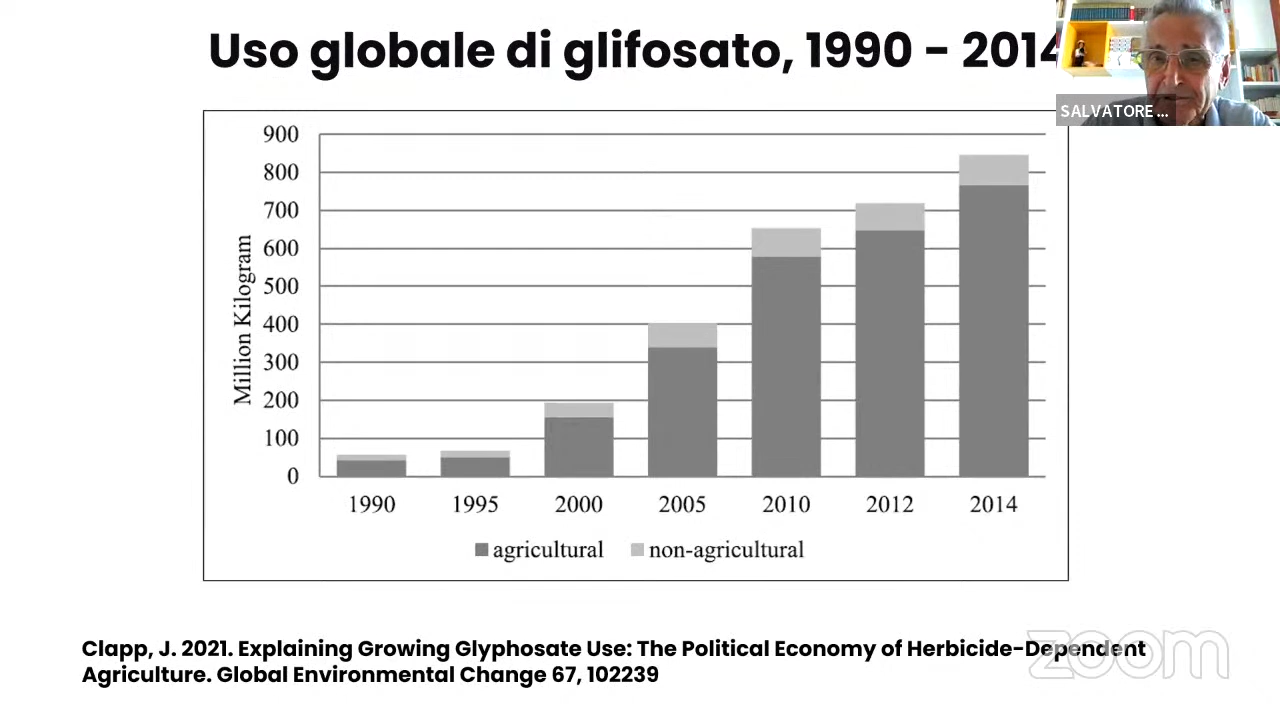 Uso globale di glifosato, 1990 - 2014
SALVATORE ...
900
800
700
600
500
400
300
200
100
0
Million Kilogram
1990 1995 2000 2005 2010 2012 2014
agricultural non-agricultural
Clapp, J. 2021. Explaining Growing Glyphosate Use: The Political Economy of Herbicide-Dependent
Agriculture. Global Environmental Change 67, 102239
zoom